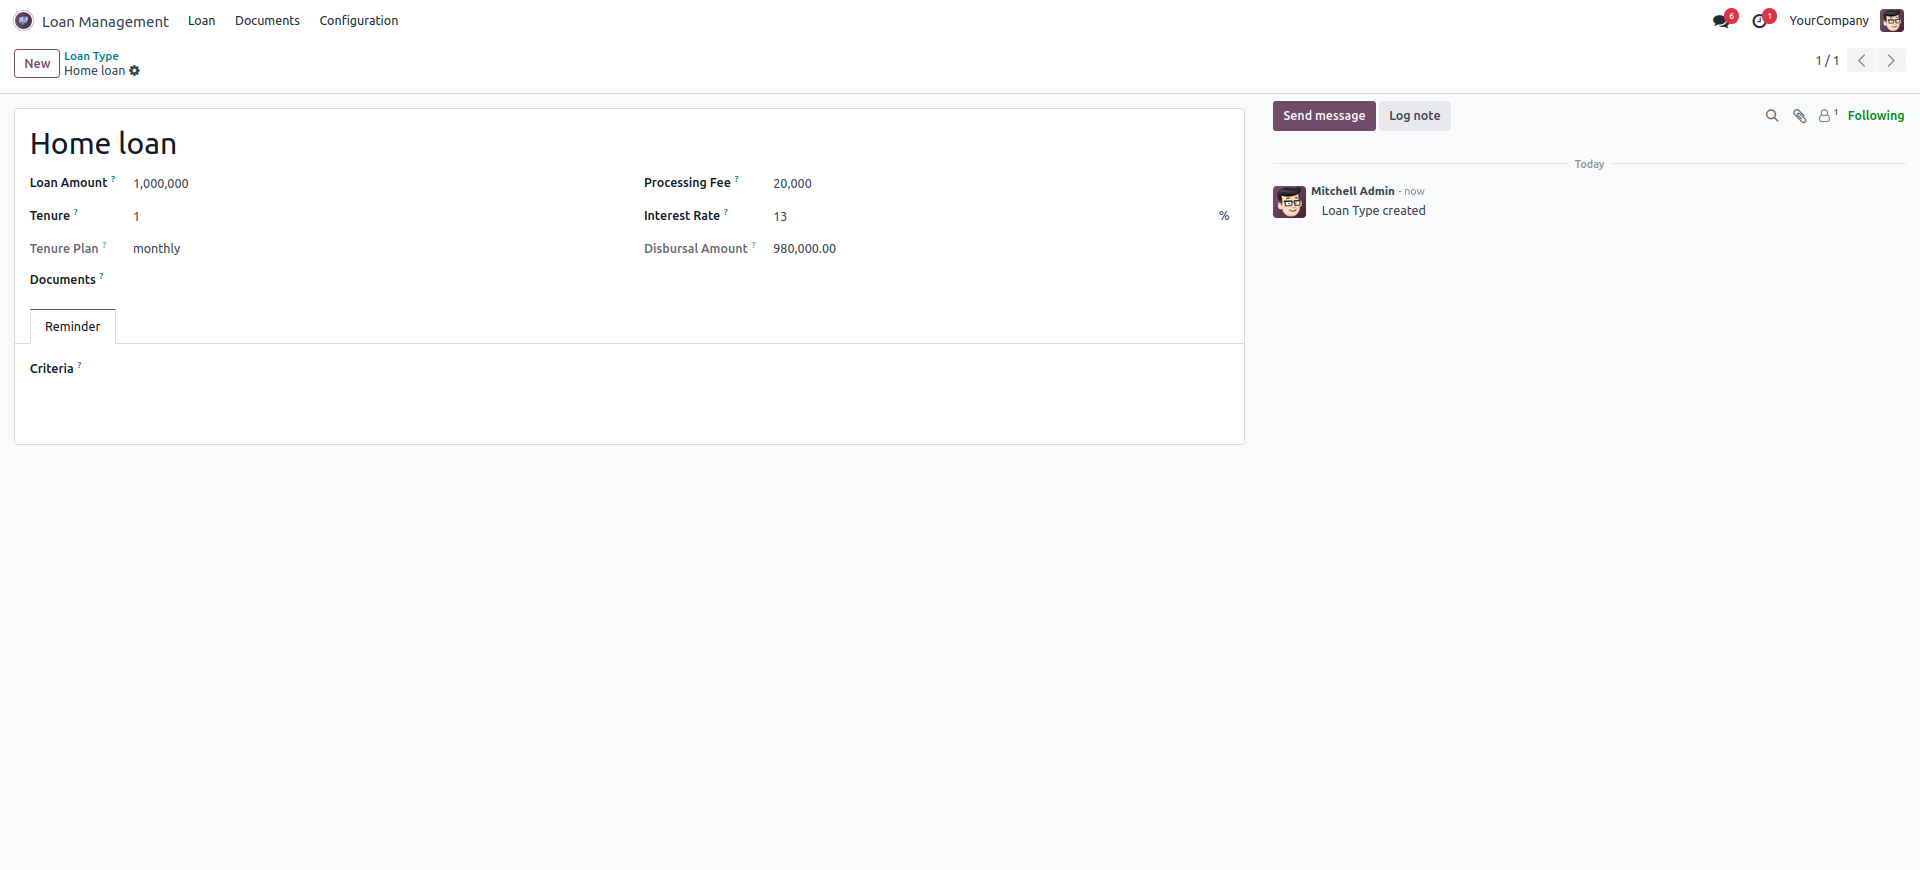 Loan Management Loan Documents Configuration 6 1 YourCompany
New Loan Type
Home loan
1 / 1
Home loan
Loan Amount ? 1,000,000
Processing Fee ? 20,000
Tenure ? 1
Interest Rate ? 13 %
Tenure Plan ? monthly
Disbursal Amount ? 980,000.00
Documents ?
Reminder
Criteria ?
Send message Log note 1 Following
Today
Mitchell Admin - now
Loan Type created